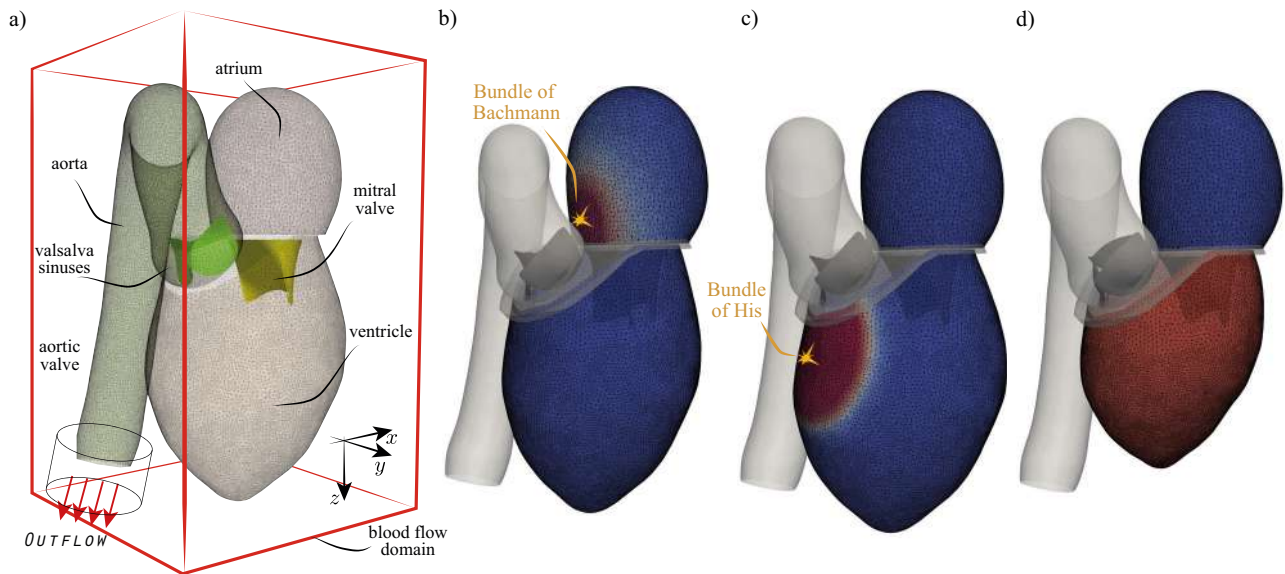 a)
atrium
aorta
mitral
valve
valsalva
sinuses
ventricle
aortic
valve
x
y
z
OUTFLOW
blood flow
domain
b)
Bundle of
Bachmann
c)
Bundle
of His
d)